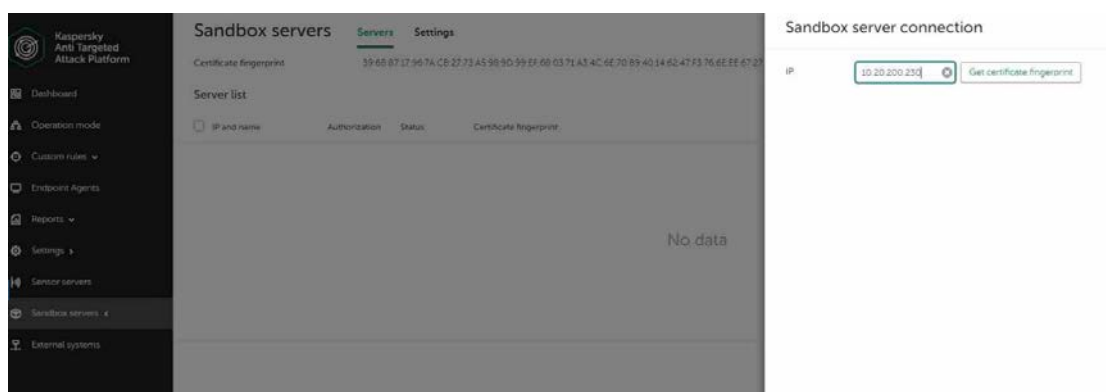 Kaspersky
Anti Targeted
Attack Platform
Dashboard
Operation mode
Custom rules
Endpoint Agents
Reports
Settings
Sensor servers
Sandbox servers
External systems
Sandbox servers Servers Settings
Certificate fingerprint
Server list
IP and name Authorization Status Certificate fingerprint
No data
Sandbox server connection
IP 10.20.200.230 Get certificate fingerprint